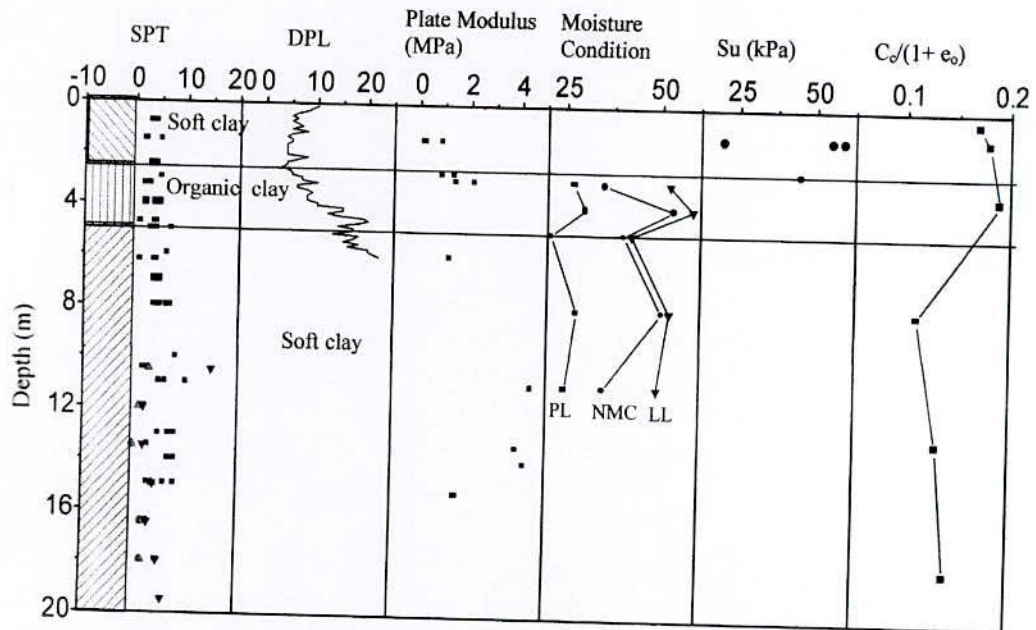 SPT
DPL
Plate Modulus
(MPa)
Moisture
Condition
Su (kPa)
Cc/(1+ eo)
-10 0 10 20 0 10 20 0 2 4 25 50 25 50 0.1 0.2
0
Soft clay
Organic clay
4
8
Soft clay
12
PL NMC LL
16
20
Depth (m)